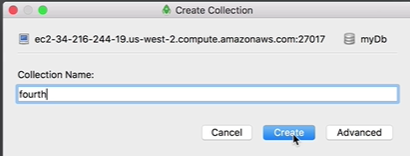 Create Collection
ec2-34-216-244-19.us-west-2.compute.amazonaws.com:27017 myDb
Collection Name:
fourth
Cancel Create Advanced